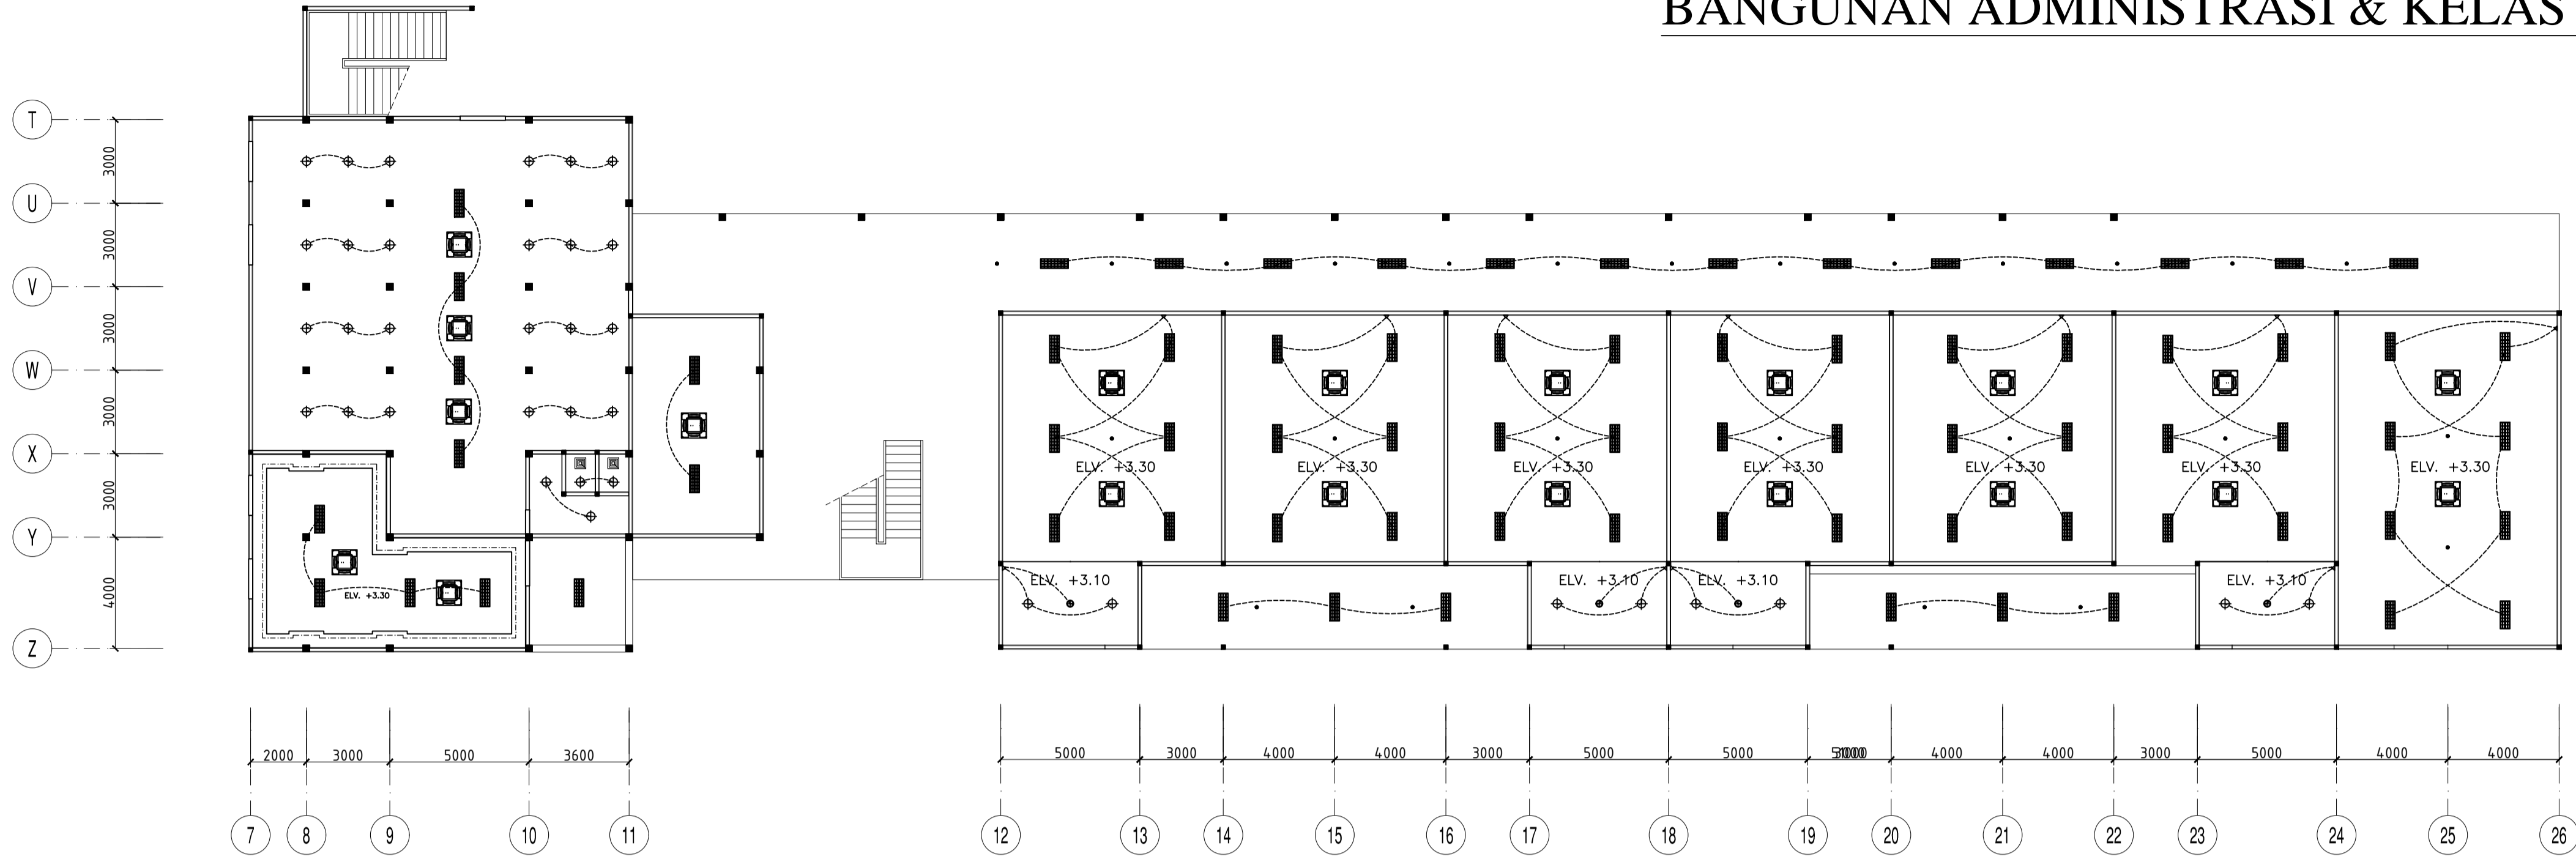 BANGUNAN ADMINISTRASI & KELAS
T
3000
U
3000
V
3000
W
3000
X
3000
Y
4000
Z
ELV. +3.30
ELV. +3.30
ELV. +3.30
ELV. +3.30
ELV. +3.30
ELV. +3.30
ELV. +3.30
ELV. +3.10
ELV. +3.10
ELV. +3.10
ELV. +3.10
ELV. +3.30
2000 3000 5000 3600 5000 3000 4000 4000 3000 5000 5000 4000 4000 3000 5000 4000 4000
7 8 9 10 11 12 13 14 15 16 17 18 19 20 21 22 23 24 25 26